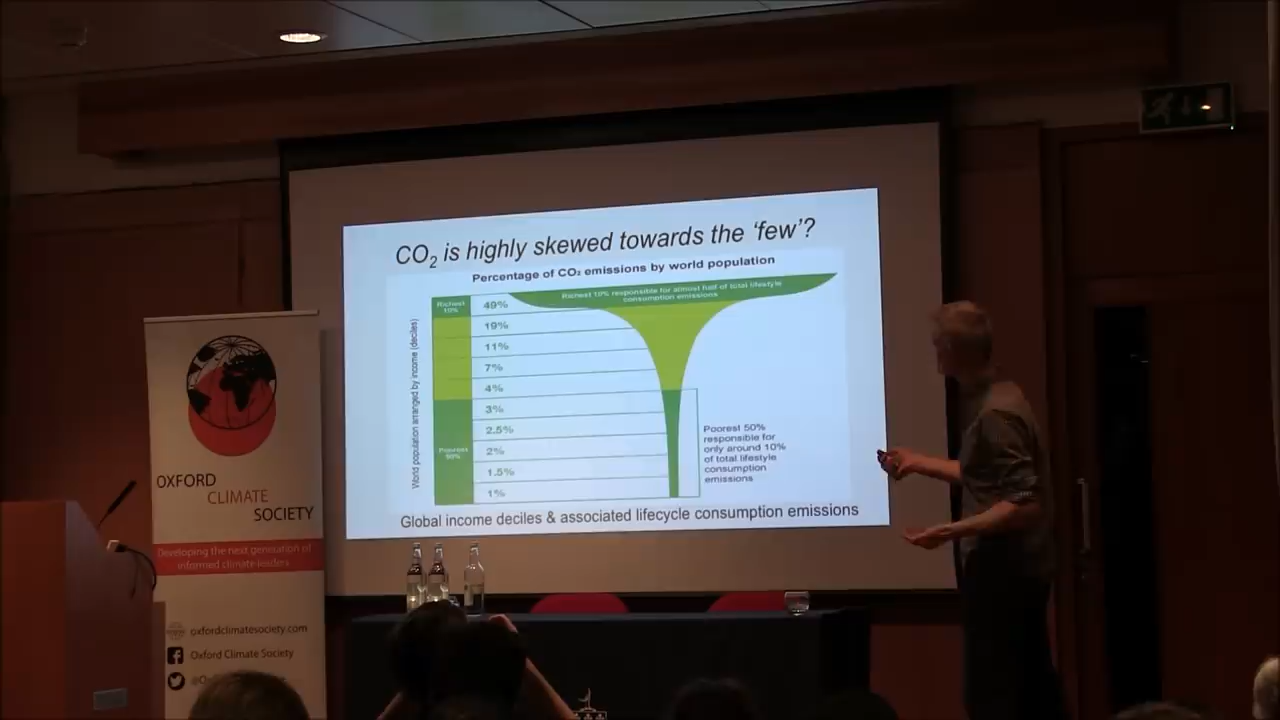 CO₂ is highly skewed towards the 'few'?
Percentage of CO₂ emissions by world population
Richest
10%
World population arranged by income (deciles)
Richest 10% responsible for almost half of total lifestyle
consumption emissions
49%
19%
11%
7%
4%
3%
2.5%
2%
1.5%
1%
Poorest
50%
Poorest 50%
responsible for
only around 10%
of total lifestyle
consumption
emissions
Global income deciles & associated lifecycle consumption emissions
OXFORD
CLIMATE
SOCIETY
Developing the next generation of
informed climate leaders
oxfordclimatesociety.com
Oxford Climate Society